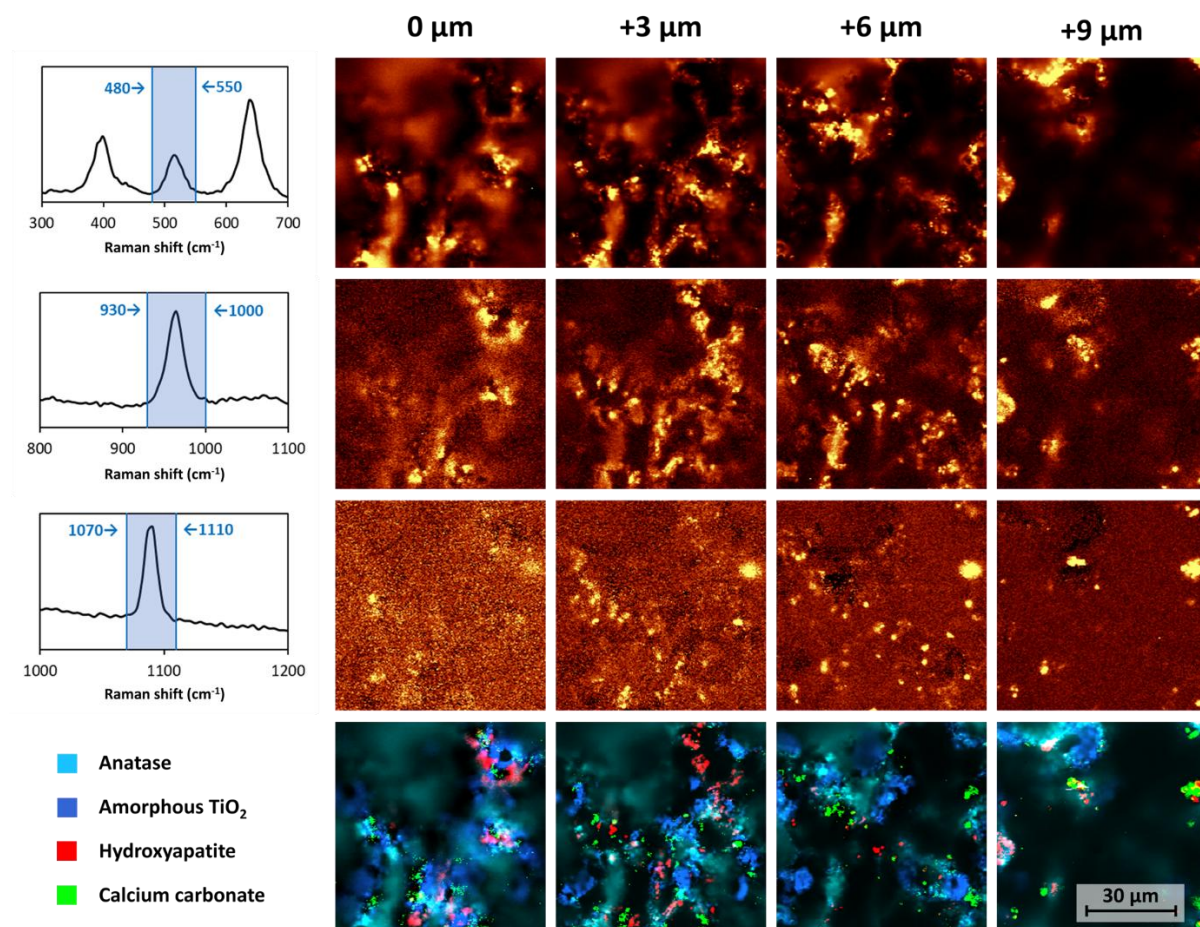 0 µm +3 µm +6 µm +9 µm
480→ ←550
300 400 500 600 700
Raman shift (cm-1)
930→ ←1000
800 900 1000 1100
Raman shift (cm-1)
1070→ ←1110
1000 1100 1200
Raman shift (cm-1)
Anatase
Amorphous TiO2
Hydroxyapatite
Calcium carbonate
30 µm